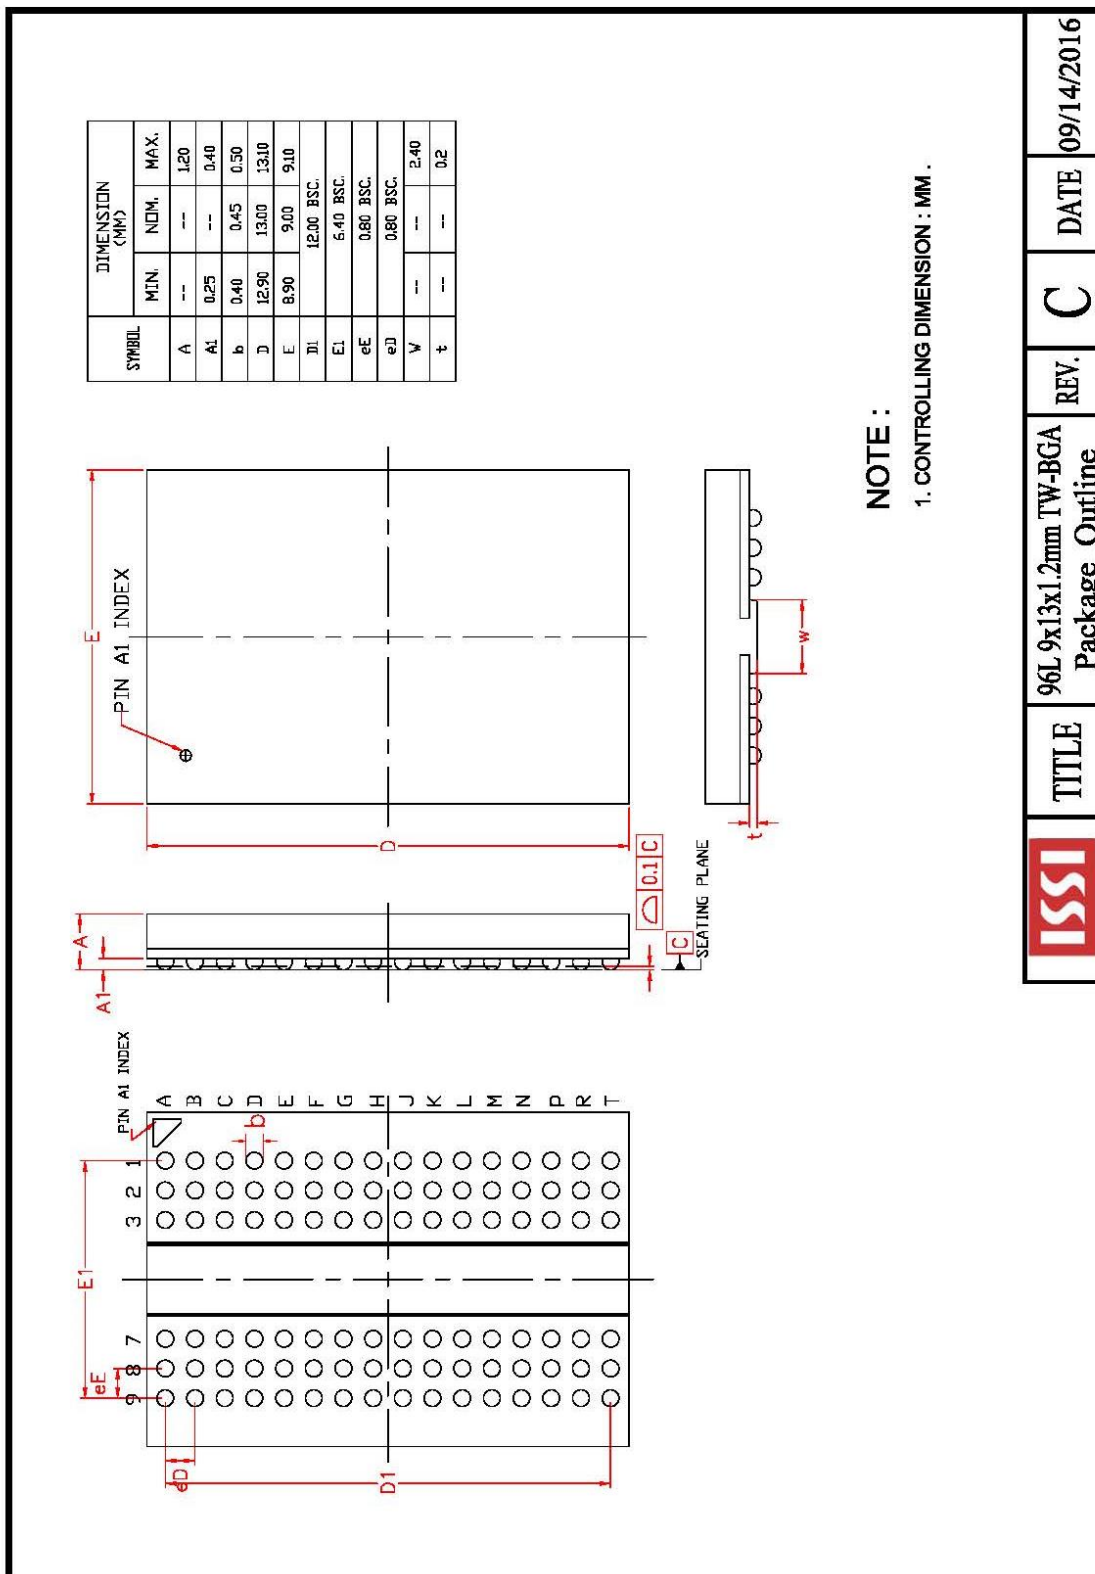 PIN A1 INDEX
1
2
3
7
8
9
A
B
C
D
E
F
G
H
J
K
L
M
N
P
R
T
b
E1
eE
eD
D1
A
A1
0.1 C
C
SEATING PLANE
PIN A1 INDEX
E
D
w
t
SYMBOL DIMENSION
(MM)
MIN. NOM. MAX.
A -- -- 1.20
A1 0.25 -- 0.40
b 0.40 0.45 0.50
D 12.90 13.00 13.10
E 8.90 9.00 9.10
D1 12.00 BSC.
E1 6.40 BSC.
eE 0.80 BSC.
eD 0.80 BSC.
W -- -- 2.40
t -- -- 0.2
NOTE :
1. CONTROLLING DIMENSION : MM .
ISSI
TITLE
96L 9x13x1.2mm TW-BGA
Package Outline
REV.
C
DATE
09/14/2016